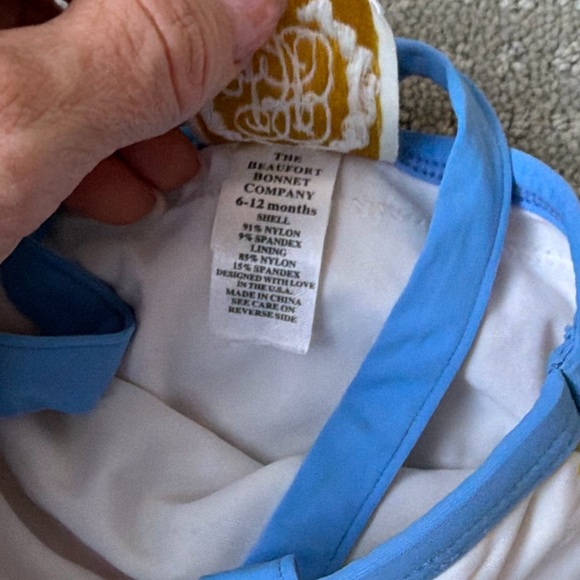 THE
BEAUFORT
BONNET
COMPANY
6-12 months
SHELL
91% NYLON
9% SPANDEX
LINING
85% NYLON
15% SPANDEX
DESIGNED WITH LOVE
IN THE U.S.A.
MADE IN CHINA
SEE CARE ON
REVERSE SIDE